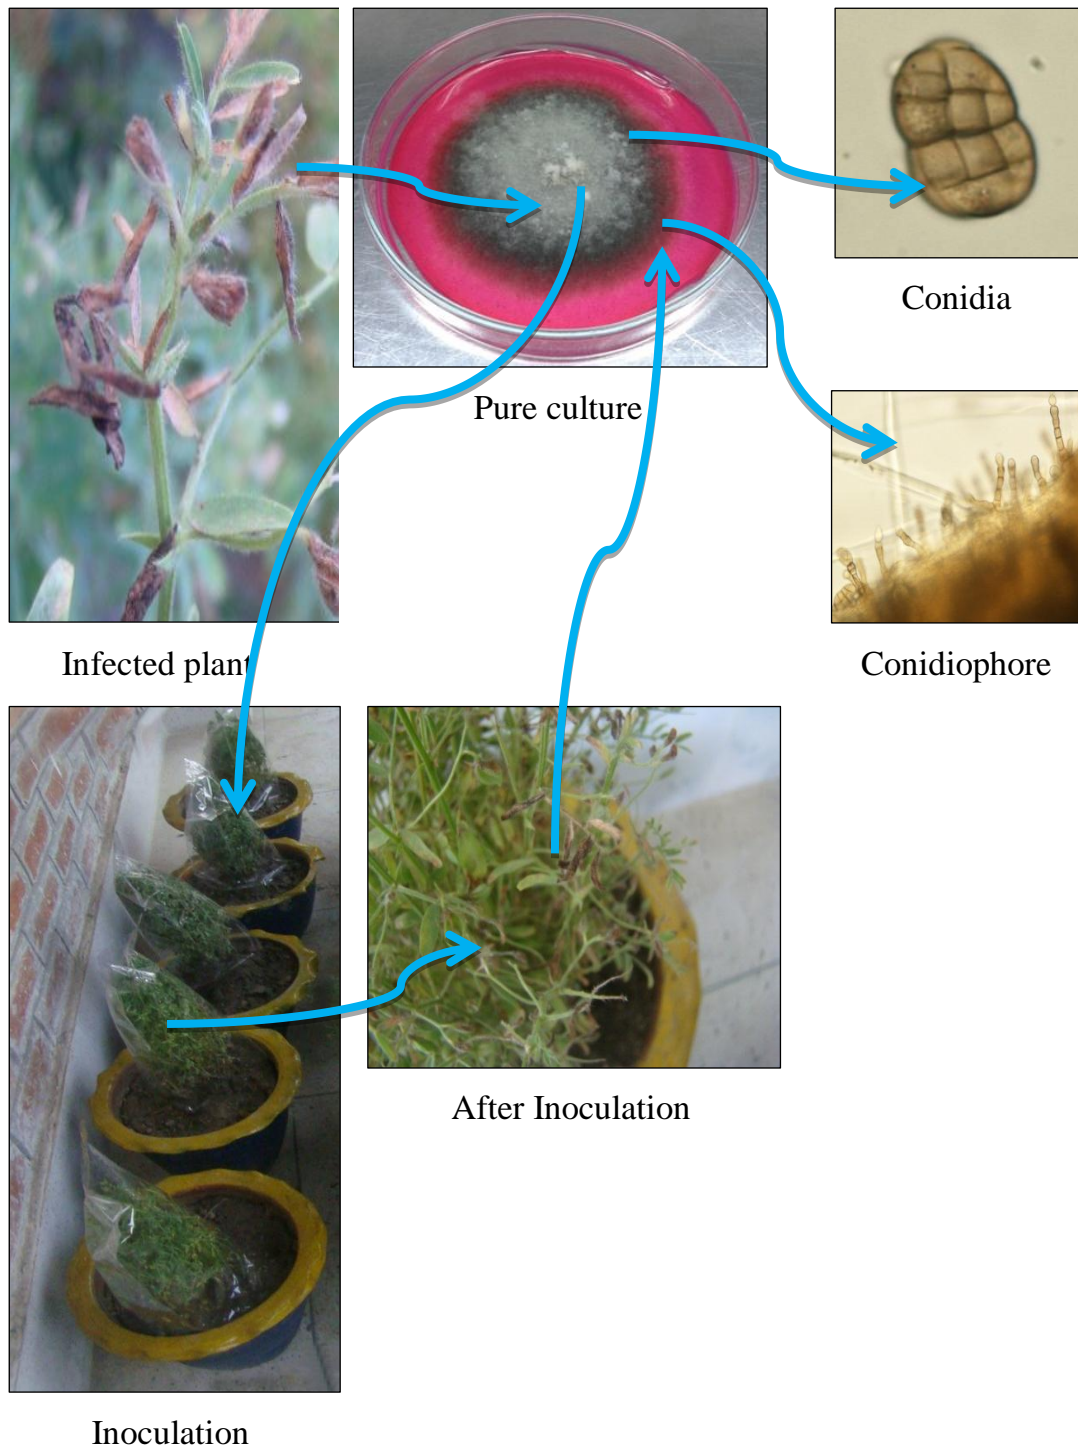 Conidia
Pure culture
Infected plant
Conidiophore
After Inoculation
Inoculation